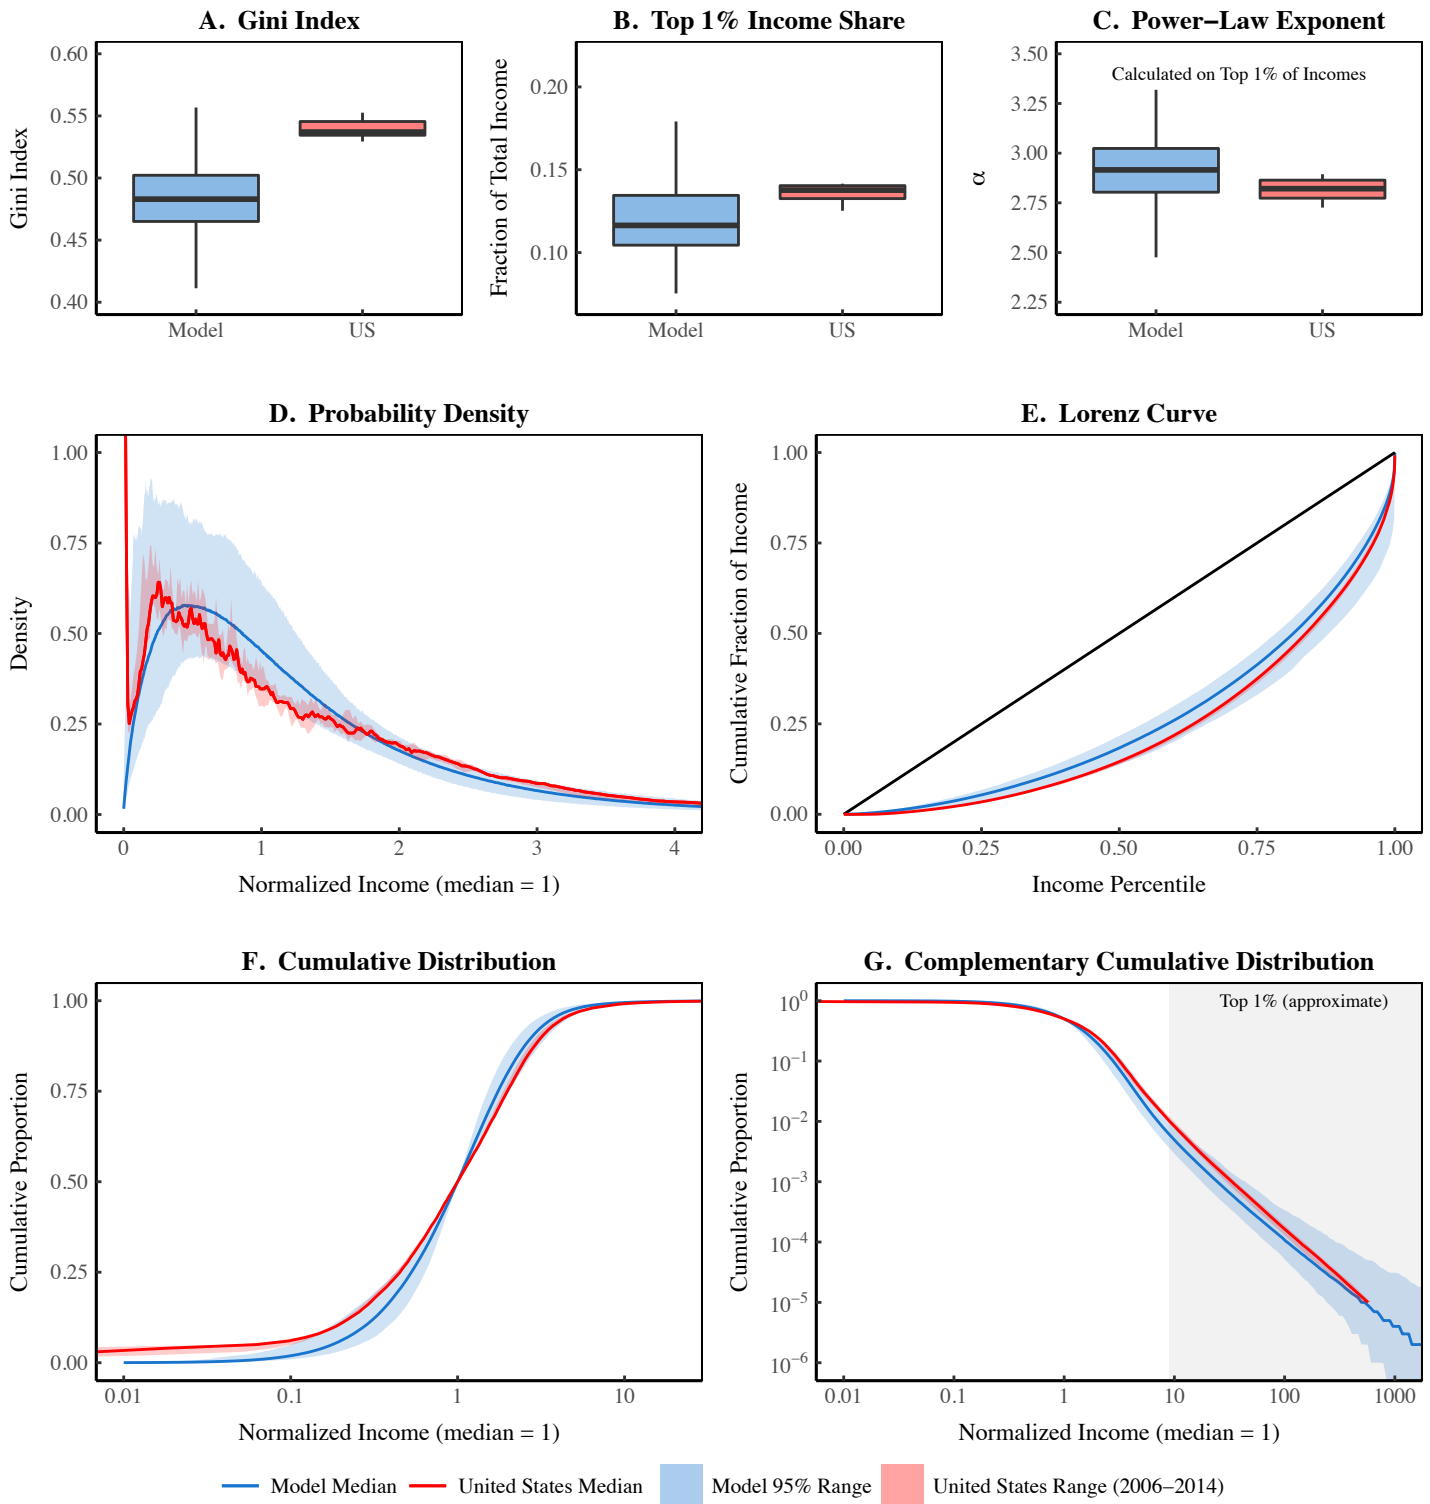 A. Gini Index
B. Top 1% Income Share
C. Power−Law Exponent
Gini Index
0.60
0.55
0.50
0.45
0.40
Model
US
Fraction of Total Income
0.20
0.15
0.10
Model
US
α
3.50
3.25
3.00
2.75
2.50
2.25
Calculated on Top 1% of Incomes
Model
US
D. Probability Density
Density
1.00
0.75
0.50
0.25
0.00
0
1
2
3
4
Normalized Income (median = 1)
E. Lorenz Curve
Cumulative Fraction of Income
1.00
0.75
0.50
0.25
0.00
0.00
0.25
0.50
0.75
1.00
Income Percentile
F. Cumulative Distribution
Cumulative Proportion
1.00
0.75
0.50
0.25
0.00
0.01
0.1
1
10
Normalized Income (median = 1)
G. Complementary Cumulative Distribution
Cumulative Proportion
10⁰
10⁻¹
10⁻²
10⁻³
10⁻⁴
10⁻⁵
10⁻⁶
Top 1% (approximate)
0.01
0.1
1
10
100
1000
Normalized Income (median = 1)
Model Median
United States Median
Model 95% Range
United States Range (2006−2014)